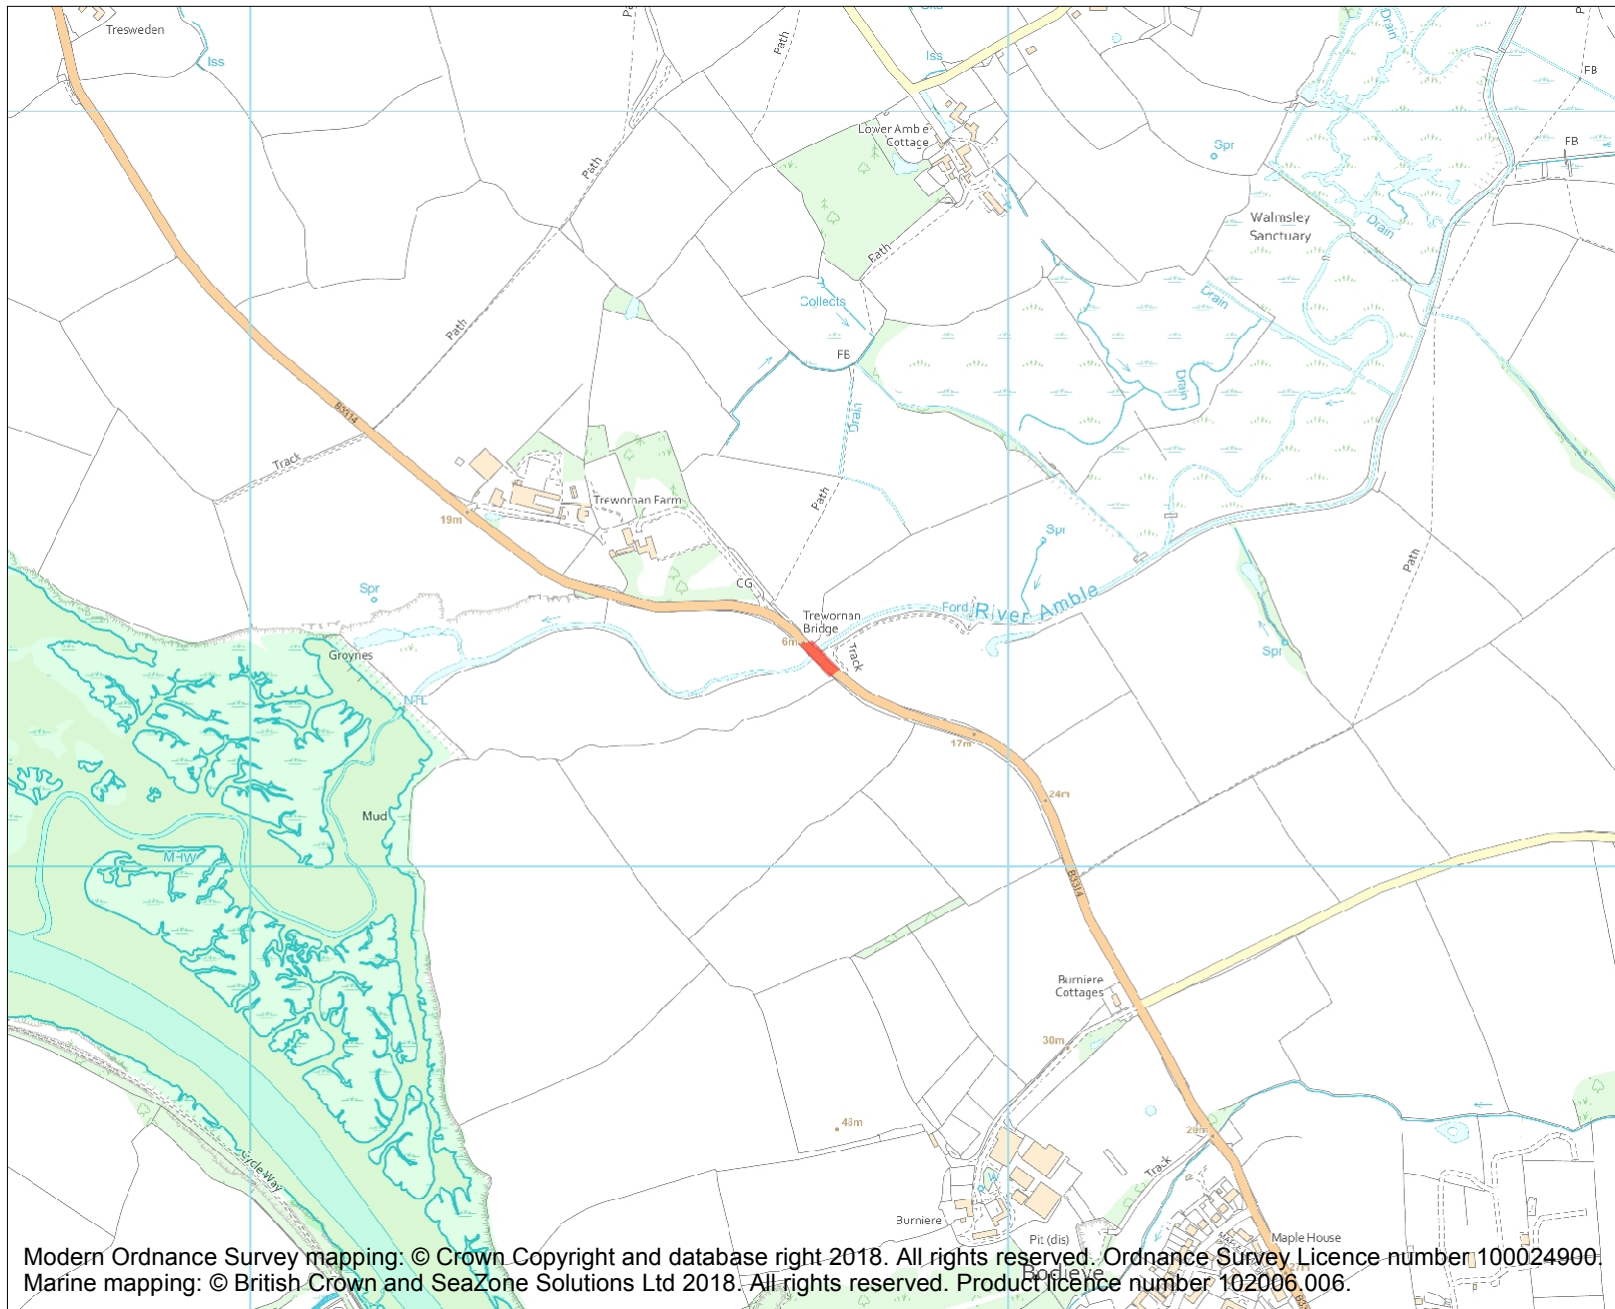 Tresweden
Iss
Path
Path
Iss
Drain
FB
Lower Amble
Cottage
Spr
FB
Path
Walmsley
Sanctuary
Drain
Path
Collects
Drain
Path
FB
B3314
Drain
Drain
Track
Trewornan Farm
Path
19m
Spr
Path
CG
Spr
Ford
River Amble
Trewornan
Bridge
6m
Track
Groynes
Spr
NTL
17m
24m
Mud
MHW
B3314
Burniere
Cottages
30m
43m
Cycle Way
Track
W
Burniere
Pit (dis)
Maple House
Modern Ordnance Survey mapping: © Crown Copyright and database right 2018. All rights reserved. Ordnance Survey Licence number 100024900.
Marine mapping: © British Crown and SeaZone Solutions Ltd 2018. All rights reserved. Product licence number 102006.006.